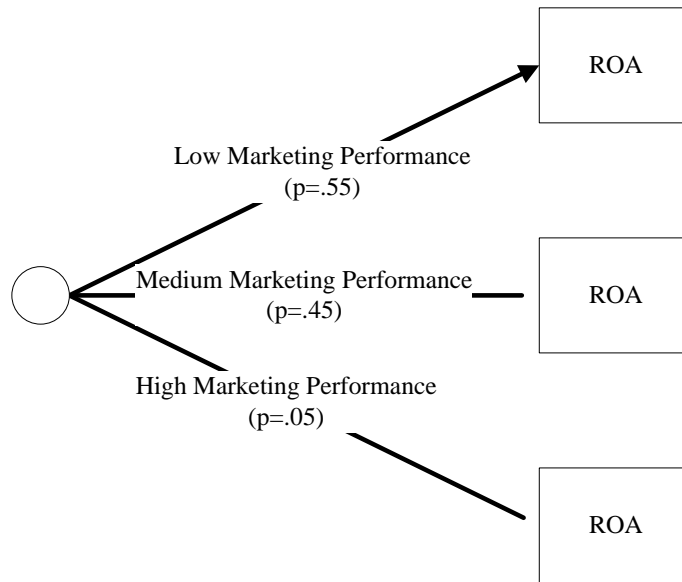 ROA
Low Marketing Performance
(p=.55)
Medium Marketing Performance
(p=.45)
ROA
High Marketing Performance
(p=.05)
ROA